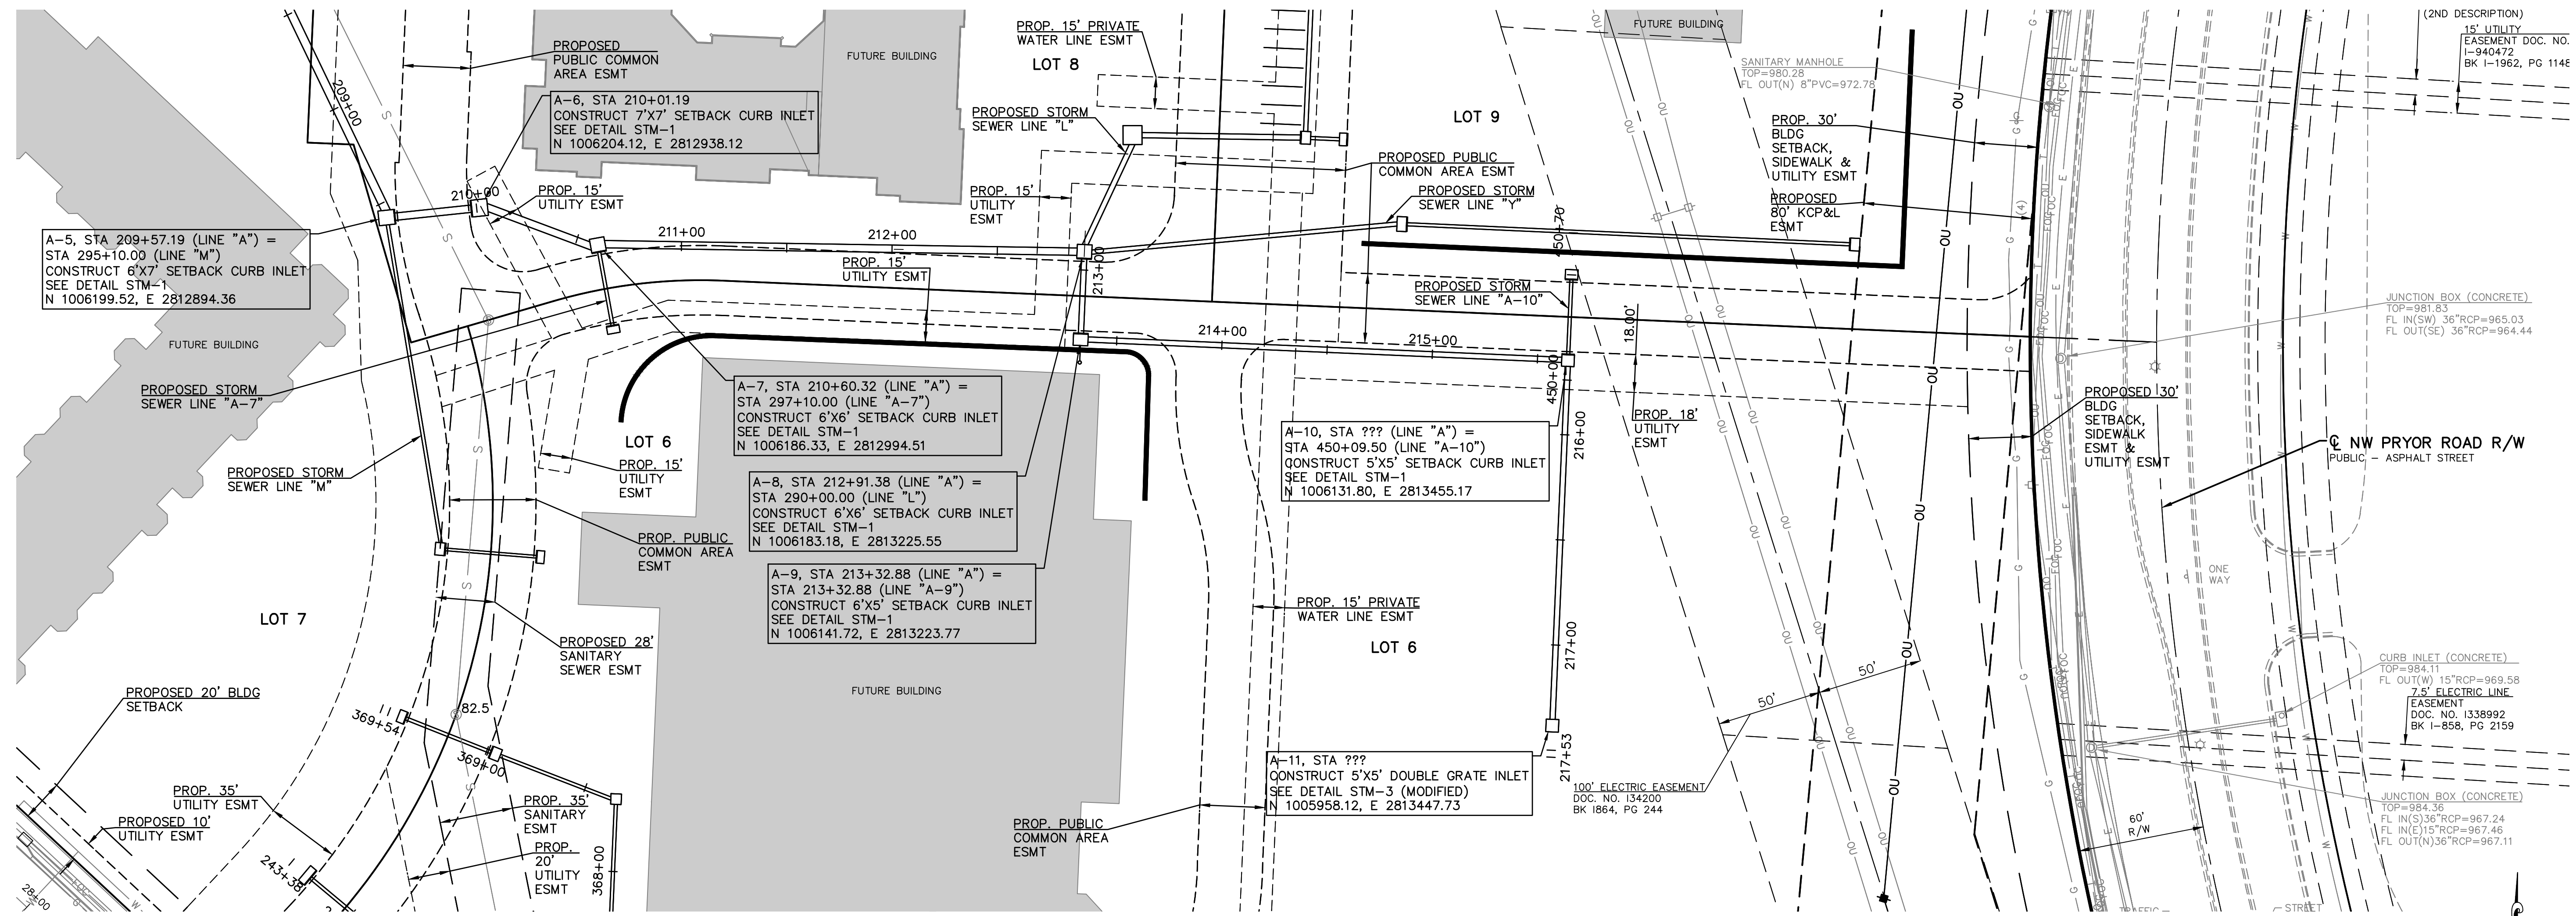 PROPOSED
PUBLIC COMMON
AREA ESMT
209+00
A-6, STA 210+01.19
CONSTRUCT 7'X7' SETBACK CURB INLET
SEE DETAIL STM-1
N 1006204.12, E 2812938.12
FUTURE BUILDING
PROP. 15' PRIVATE
WATER LINE ESMT
LOT 8
PROPOSED STORM
SEWER LINE "L"
LOT 9
FUTURE BUILDING
SANITARY MANHOLE
TOP=980.28
FL OUT(N) 8"PVC=972.78
PROP. 30'
BLDG
SETBACK,
SIDEWALK &
UTILITY ESMT
PROPOSED
80' KCP&L
ESMT
(4)
(2ND DESCRIPTION)
15' UTILITY
EASEMENT DOC. NO.
I-940472
BK I-1962, PG 1148
210+00
PROP. 15'
UTILITY ESMT
PROP. 15'
UTILITY
ESMT
PROPOSED PUBLIC
COMMON AREA ESMT
PROPOSED STORM
SEWER LINE "Y"
A-5, STA 209+57.19 (LINE "A") =
STA 295+10.00 (LINE "M")
CONSTRUCT 6'X7' SETBACK CURB INLET
SEE DETAIL STM-1
N 1006199.52, E 2812894.36
211+00
212+00
213+00
PROP. 15'
UTILITY ESMT
450+70
PROPOSED STORM
SEWER LINE "A-10"
18.00'
214+00
215+00
450+00
JUNCTION BOX (CONCRETE)
TOP=981.83
FL IN(SW) 36"RCP=965.03
FL OUT(SE) 36"RCP=964.44
FUTURE BUILDING
PROPOSED STORM
SEWER LINE "A-7"
A-7, STA 210+60.32 (LINE "A") =
STA 297+10.00 (LINE "A-7")
CONSTRUCT 6'X6' SETBACK CURB INLET
SEE DETAIL STM-1
N 1006186.33, E 2812994.51
PROPOSED 30'
BLDG
SETBACK,
SIDEWALK
ESMT &
UTILITY ESMT
PROP. 18'
UTILITY
ESMT
216+00
A-10, STA ??? (LINE "A") =
STA 450+09.50 (LINE "A-10")
CONSTRUCT 5'X5' SETBACK CURB INLET
SEE DETAIL STM-1
N 1006131.80, E 2813455.17
℄ NW PRYOR ROAD R/W
PUBLIC - ASPHALT STREET
LOT 6
PROP. 15'
UTILITY
ESMT
PROPOSED STORM
SEWER LINE "M"
A-8, STA 212+91.38 (LINE "A") =
STA 290+00.00 (LINE "L")
CONSTRUCT 6'X6' SETBACK CURB INLET
SEE DETAIL STM-1
N 1006183.18, E 2813225.55
PROP. PUBLIC
COMMON AREA
ESMT
A-9, STA 213+32.88 (LINE "A") =
STA 213+32.88 (LINE "A-9")
CONSTRUCT 6'X5' SETBACK CURB INLET
SEE DETAIL STM-1
N 1006141.72, E 2813223.77
ONE
WAY
LOT 7
PROPOSED 28'
SANITARY
SEWER ESMT
PROP. 15' PRIVATE
WATER LINE ESMT
LOT 6
217+00
50'
50'
CURB INLET (CONCRETE)
TOP=984.11
FL OUT(W) 15"RCP=969.58
7.5' ELECTRIC LINE
EASEMENT
DOC. NO. I338992
BK I-858, PG 2159
PROPOSED 20' BLDG
SETBACK
369+54
82.5
FUTURE BUILDING
369+00
217+53
A-11, STA ???
CONSTRUCT 5'X5' DOUBLE GRATE INLET
SEE DETAIL STM-3 (MODIFIED)
N 1005958.12, E 2813447.73
100' ELECTRIC EASEMENT
DOC. NO. I34200
BK I864, PG 244
PROP. 35'
UTILITY ESMT
PROPOSED 10'
UTILITY ESMT
PROP. 35'
SANITARY
ESMT
PROP.
20'
UTILITY
ESMT
368+00
243+38
28+00
PROP. PUBLIC
COMMON AREA
ESMT
60'
R/W
JUNCTION BOX (CONCRETE)
TOP=984.36
FL IN(S)36"RCP=967.24
FL IN(E)15"RCP=967.46
FL OUT(N)36"RCP=967.11
TRAFFIC
STREET